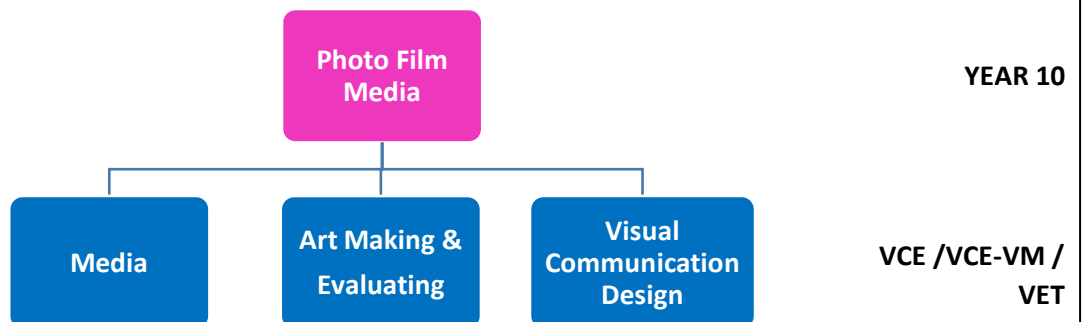 Photo Film
Media
YEAR 10
Media
Art Making &
Evaluating
Visual
Communication
Design
VCE /VCE-VM /
VET